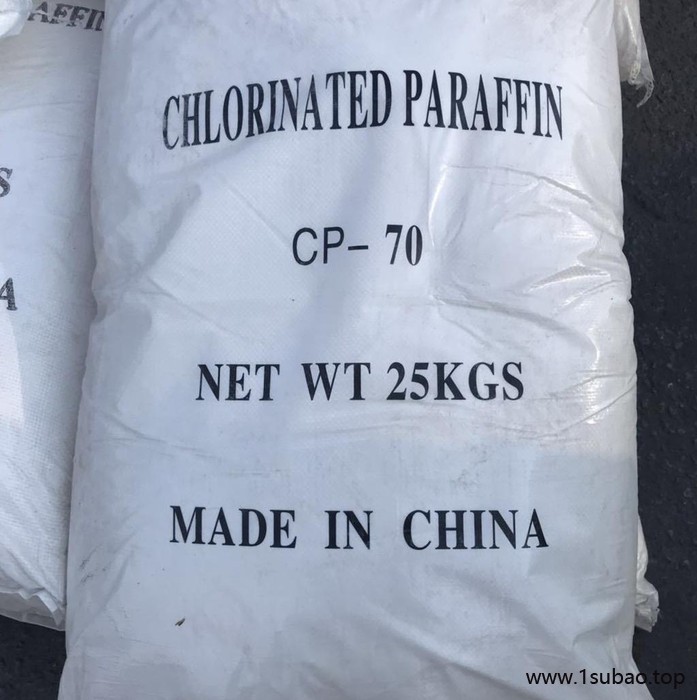 CHLORINATED PARAFFIN
CP- 70
NET WT 25KGS
MADE IN CHINA
www.1subao.top